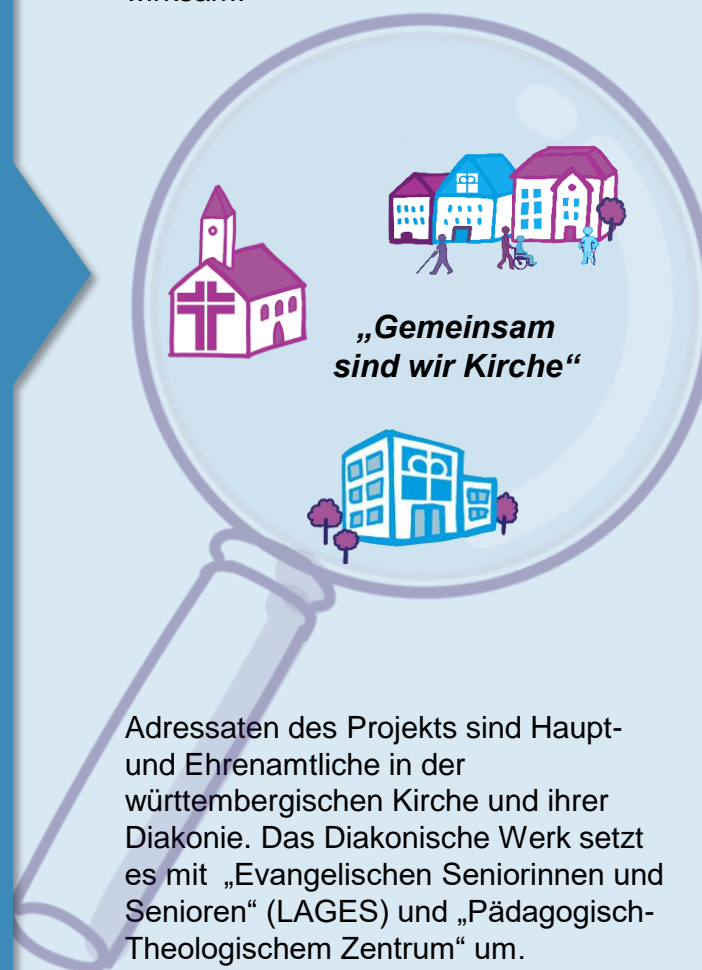 „Gemeinsam
sind wir Kirche“
Adressaten des Projekts sind Haupt-
und Ehrenamtliche in der
württembergischen Kirche und ihrer
Diakonie. Das Diakonische Werk setzt
es mit „Evangelischen Seniorinnen und
Senioren“ (LAGES) und „Pädagogisch-
Theologischem Zentrum“ um.